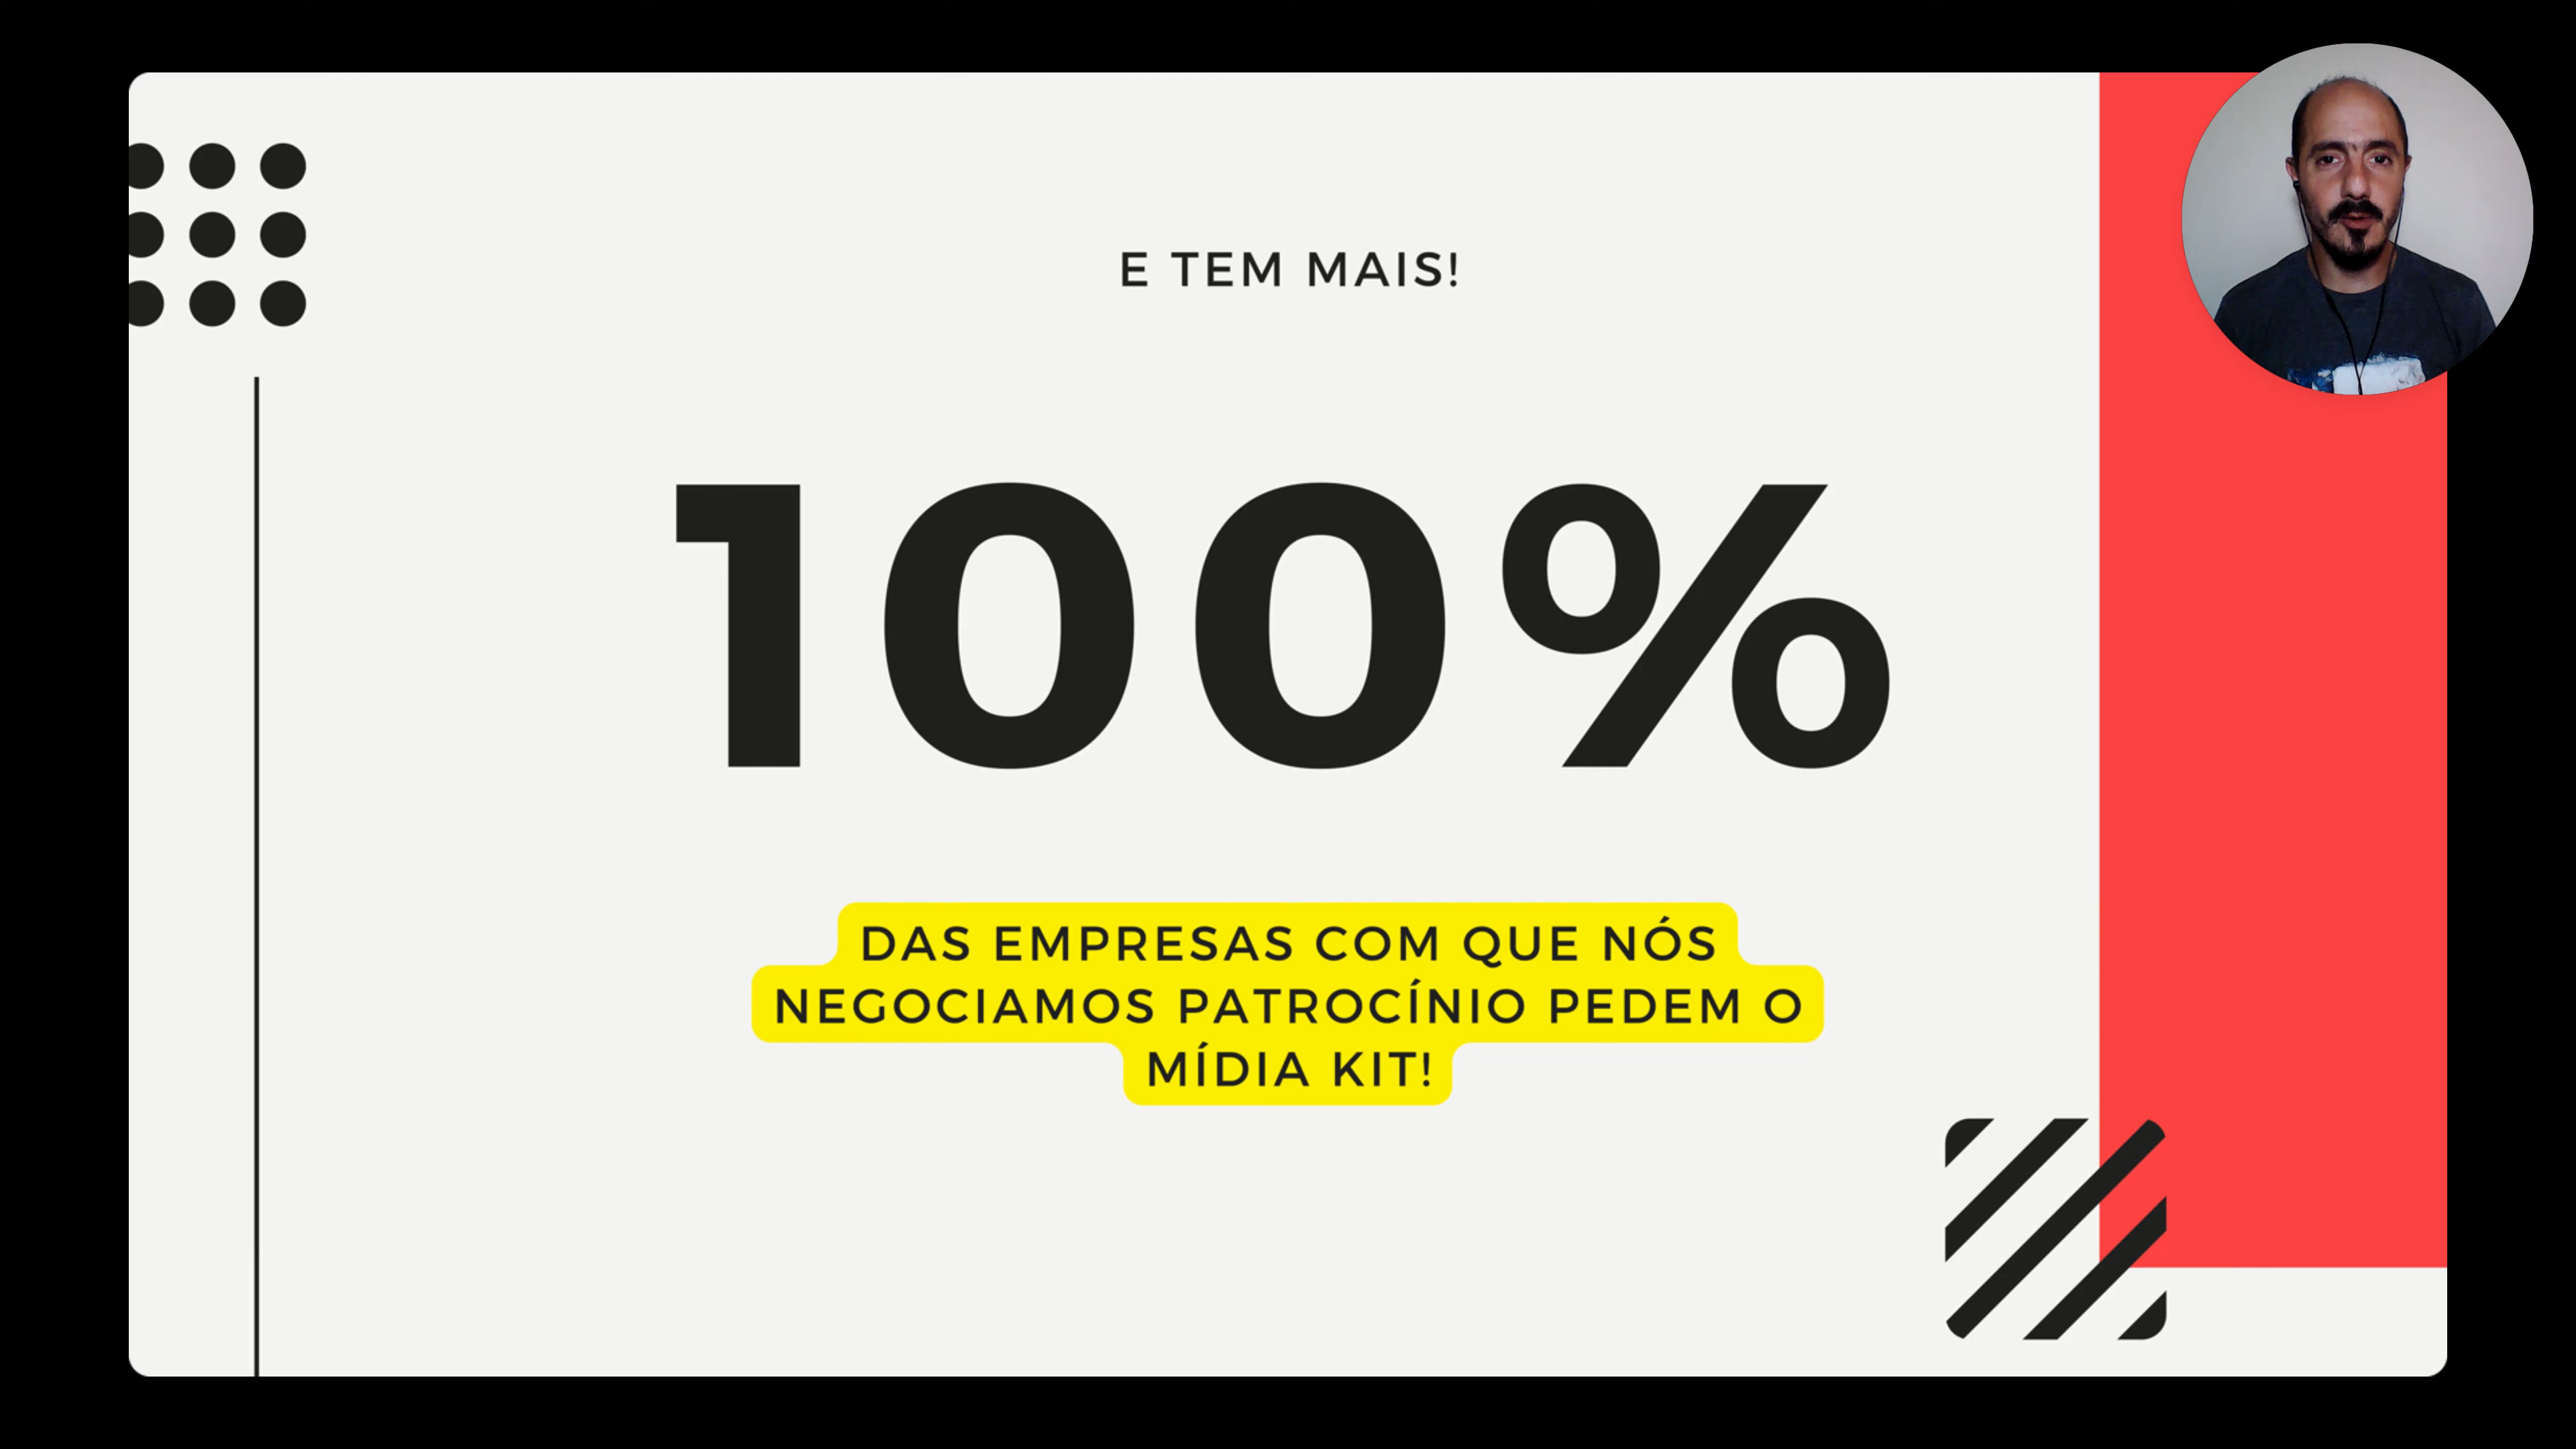 E TEM MAIS!
100%
DAS EMPRESAS COM QUE NÓS
NEGOCIAMOS PATROCÍNIO PEDEM O
MÍDIA KIT!